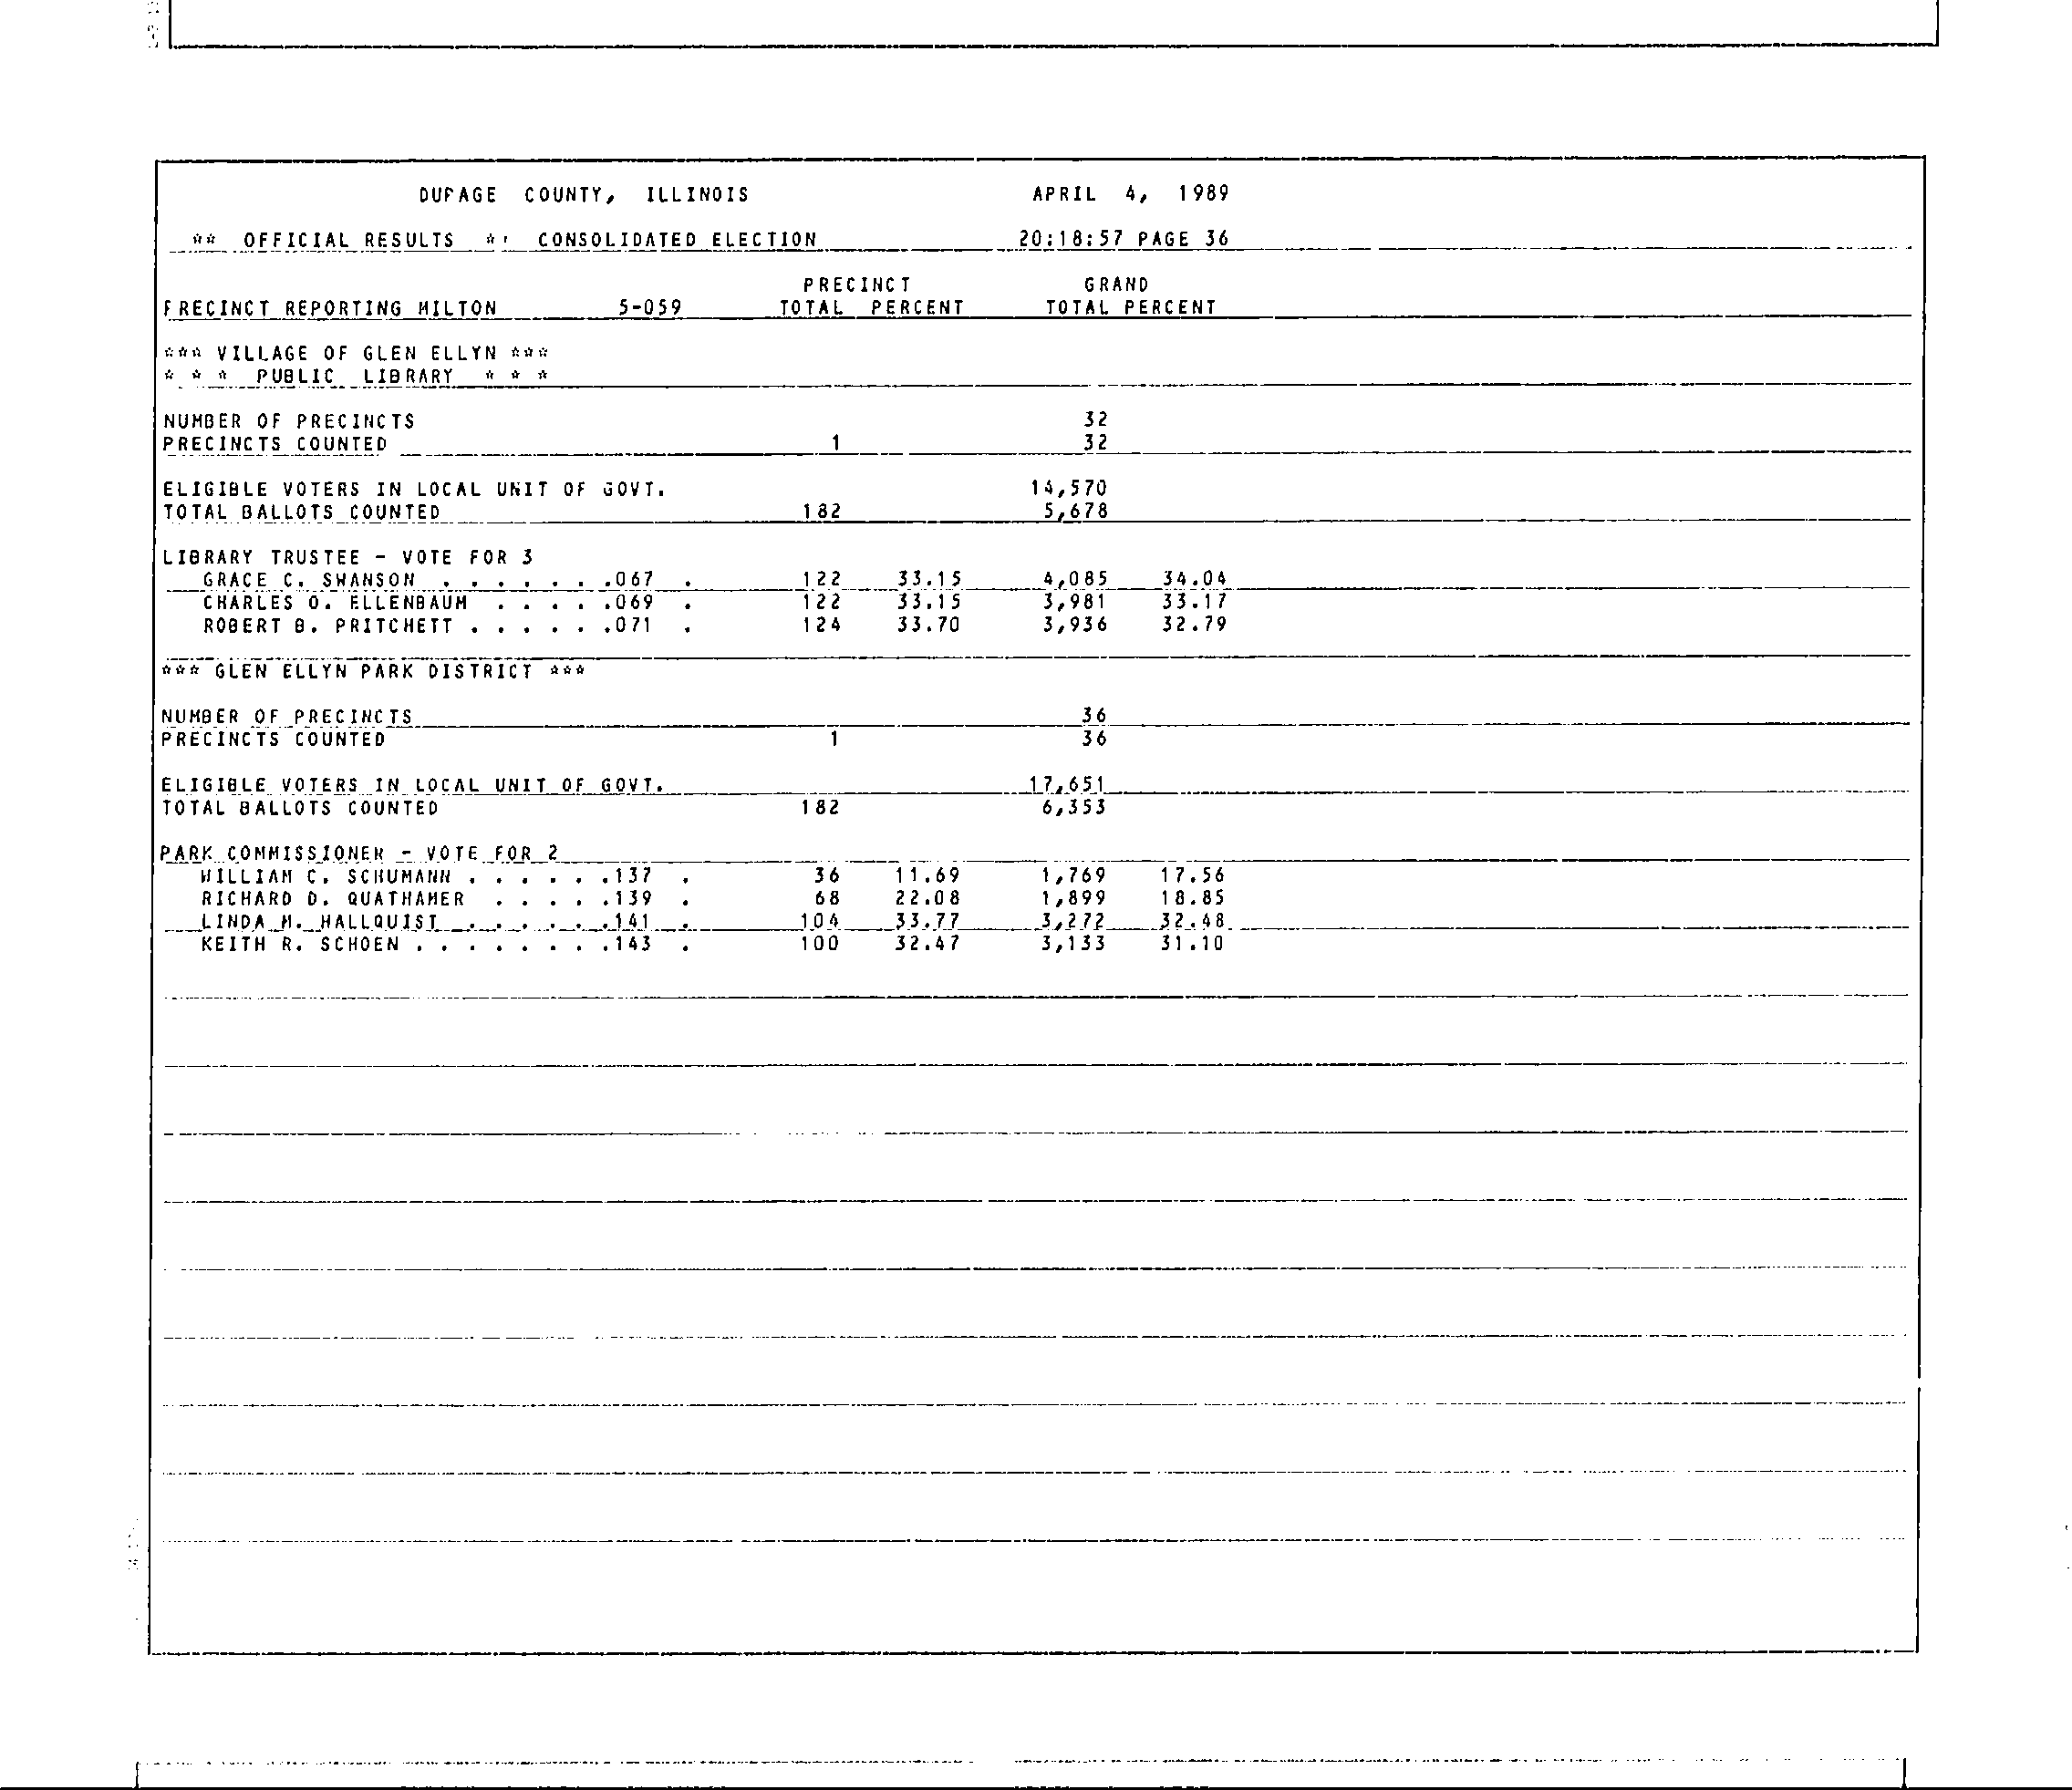 DUPAGE COUNTY, ILLINOIS APRIL 4, 1989
** OFFICIAL RESULTS ** CONSOLIDATED ELECTION 20:18:57 PAGE 36
PRECINCT GRAND
PRECINCT REPORTING MILTON 5-059 TOTAL PERCENT TOTAL PERCENT
*** VILLAGE OF GLEN ELLYN ***
* * * PUBLIC LIBRARY * * *
NUMBER OF PRECINCTS 32
PRECINCTS COUNTED 1 32
ELIGIBLE VOTERS IN LOCAL UNIT OF GOVT. 14,570
TOTAL BALLOTS COUNTED 182 5,678
LIBRARY TRUSTEE - VOTE FOR 3
GRACE C. SWANSON . . . . . . .067 . 122 33.15 4,085 34.04
CHARLES O. ELLENBAUM . . . . .069 . 122 33.15 3,981 33.17
ROBERT B. PRITCHETT . . . . . .071 . 124 33.70 3,936 32.79
*** GLEN ELLYN PARK DISTRICT ***
NUMBER OF PRECINCTS 36
PRECINCTS COUNTED 1 36
ELIGIBLE VOTERS IN LOCAL UNIT OF GOVT. 17,651
TOTAL BALLOTS COUNTED 182 6,353
PARK COMMISSIONER - VOTE FOR 2
WILLIAM C. SCHUMANN . . . . . .137 . 36 11.69 1,769 17.56
RICHARD D. QUATHAMER . . . . .139 . 68 22.08 1,899 18.85
LINDA M. HALLQUIST . . . . . .141 . 104 33.77 3,272 32.48
KEITH R. SCHOEN . . . . . . . .143 . 100 32.47 3,133 31.10